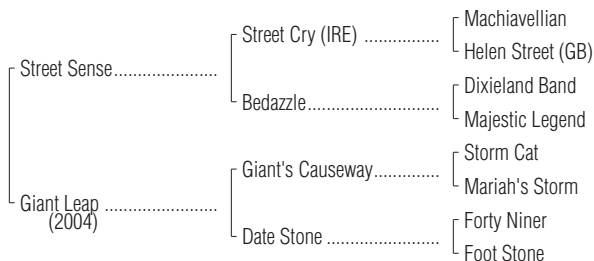 Machiavellian
Street Cry (IRE) ..................
Helen Street (GB)
Street Sense.........................
Dixieland Band
Bedazzle................................
Majestic Legend
Storm Cat
Giant's Causeway................
Mariah's Storm
Giant Leap ...........................
(2004)
Forty Niner
Date Stone ...........................
Foot Stone